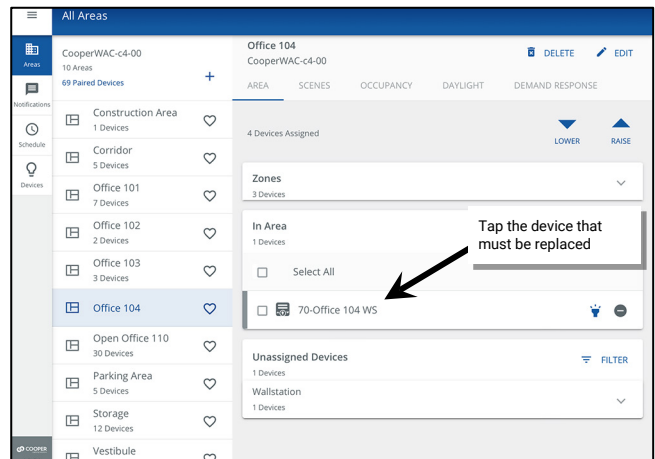 All Areas
Areas
Notifications
Schedule
Devices
COOPER
CooperWAC-c4-00
10 Areas
69 Paired Devices
+
Construction Area
1 Devices
Corridor
5 Devices
Office 101
7 Devices
Office 102
2 Devices
Office 103
3 Devices
Office 104
Open Office 110
30 Devices
Parking Area
5 Devices
Storage
12 Devices
Vestibule
Office 104
CooperWAC-c4-00
DELETE
EDIT
AREA SCENES OCCUPANCY DAYLIGHT DEMAND RESPONSE
4 Devices Assigned
LOWER RAISE
Zones
3 Devices
In Area
1 Devices
Tap the device that
must be replaced
Select All
70-Office 104 WS
Unassigned Devices
1 Devices
FILTER
Wallstation
1 Devices